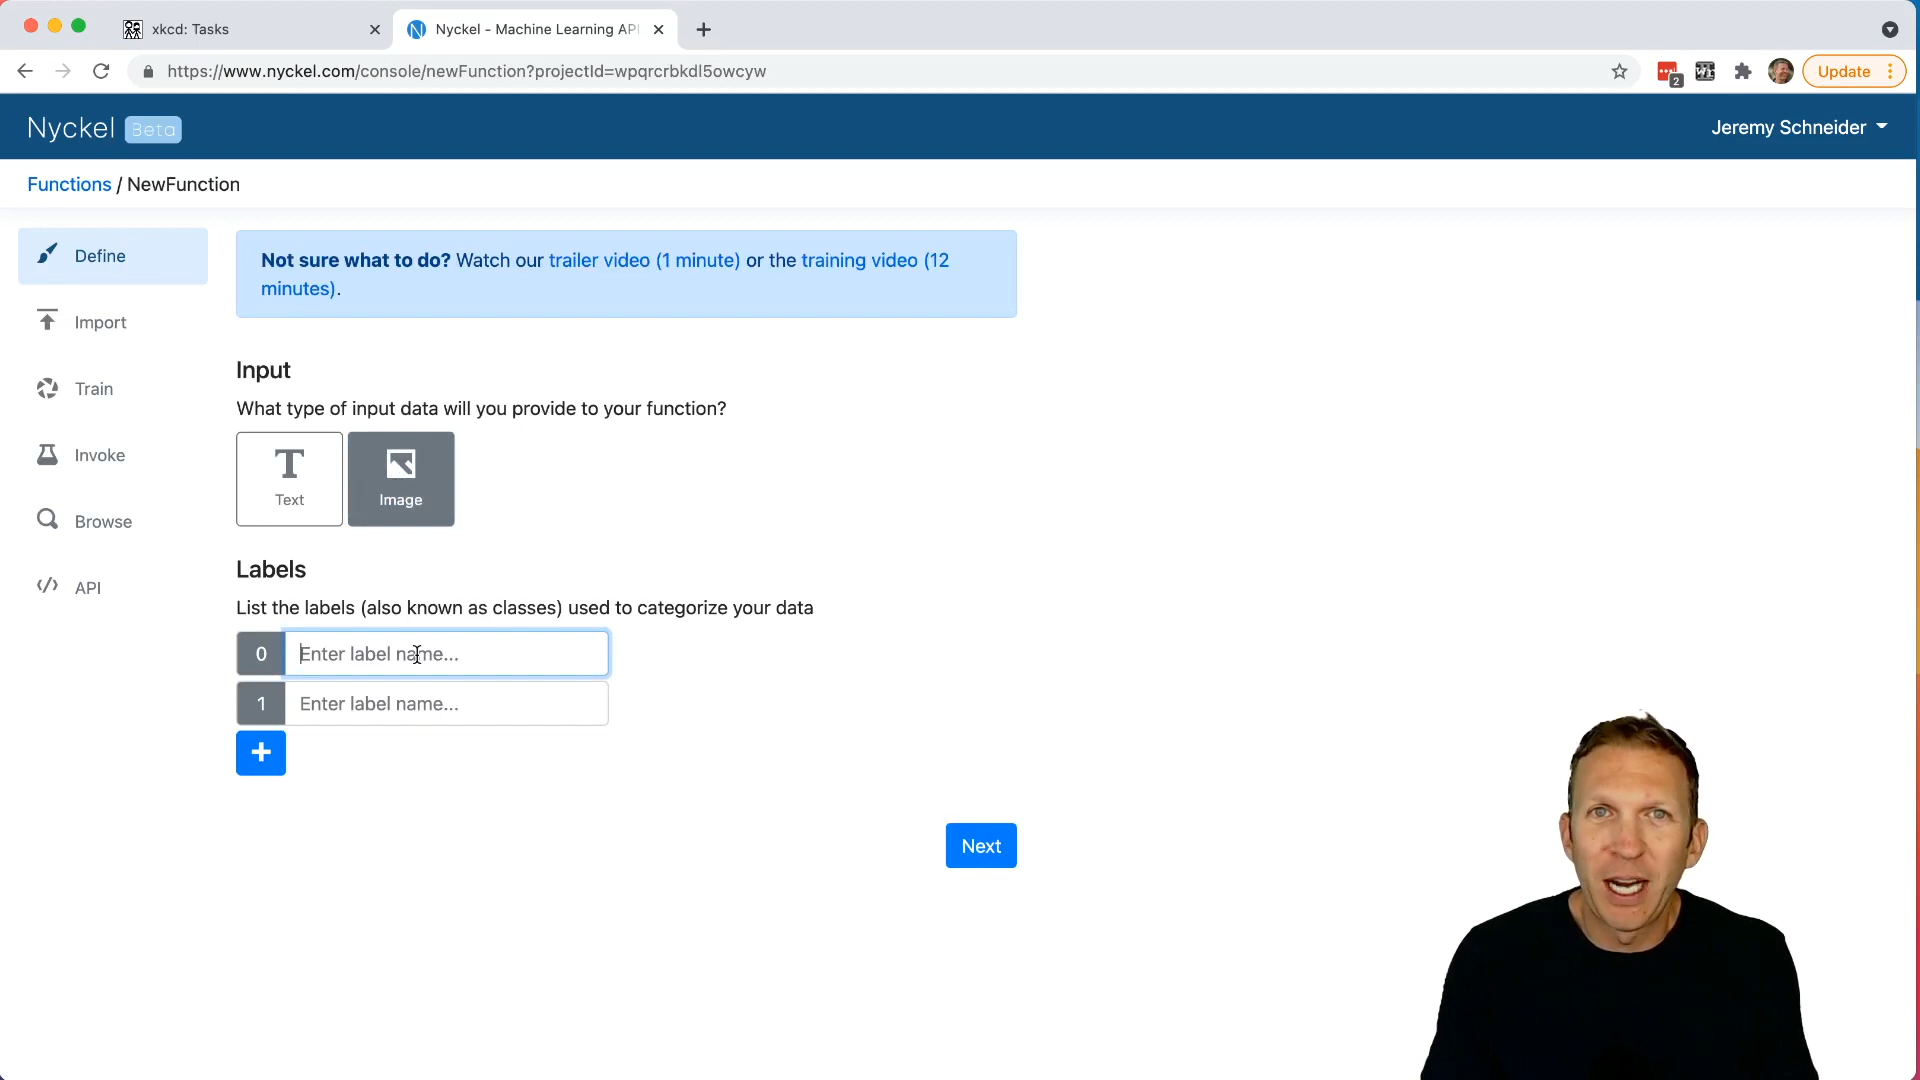 xkcd: Tasks
Nyckel - Machine Learning API
https://www.nyckel.com/console/newFunction?projectId=wpqrcrbkdl5owcyw
2
Update
Nyckel Beta
Jeremy Schneider
Functions / NewFunction
Define
Import
Train
Invoke
Browse
API
Not sure what to do? Watch our trailer video (1 minute) or the training video (12
minutes).
Input
What type of input data will you provide to your function?
T
Text
Image
Labels
List the labels (also known as classes) used to categorize your data
0 Enter label name...
1 Enter label name...
+
Next